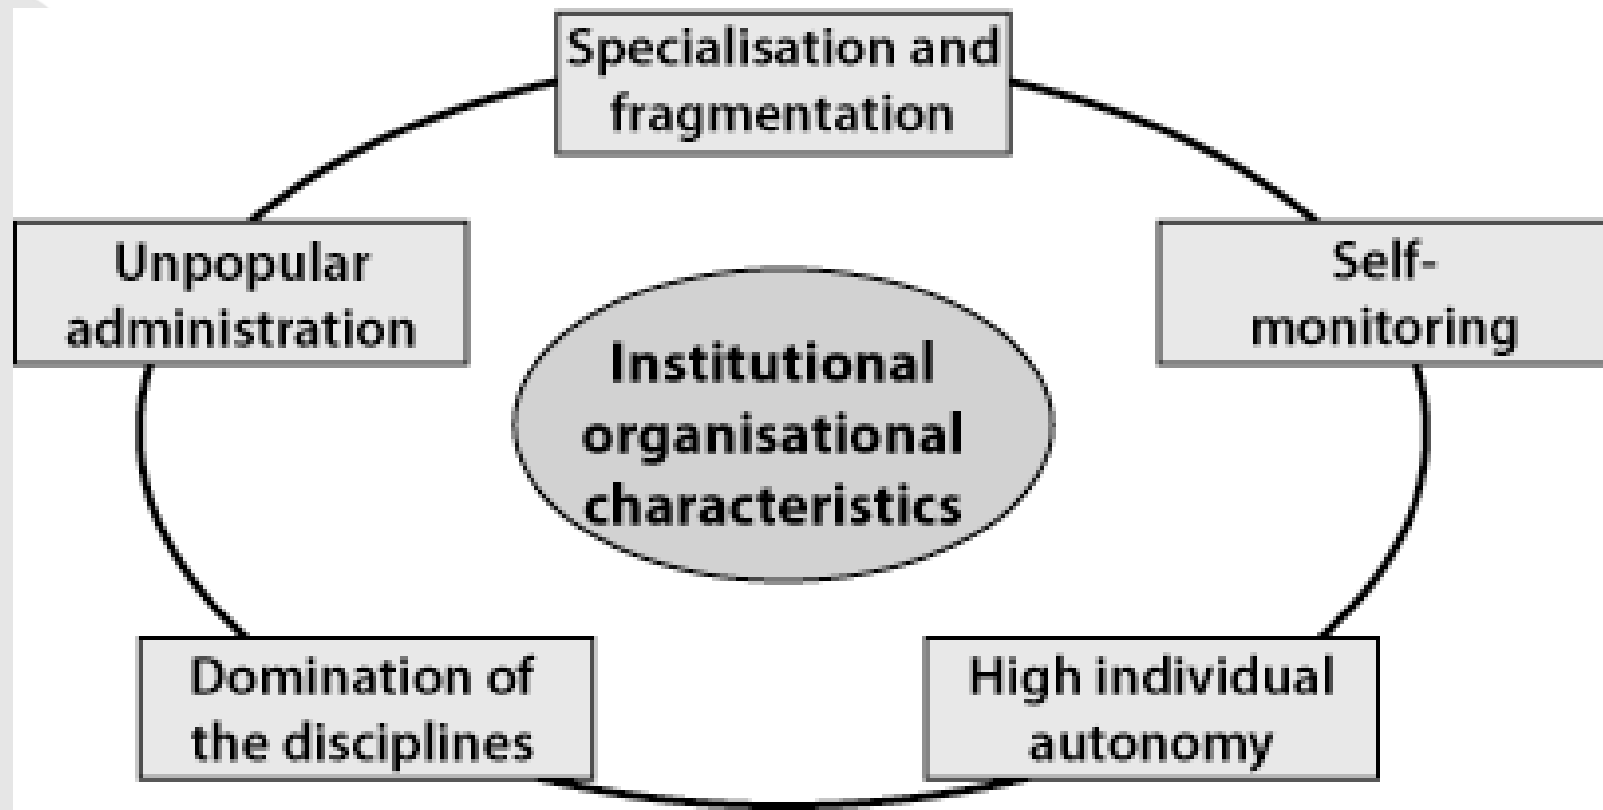 Specialisation and
fragmentation
Unpopular
administration
Self-
monitoring
Institutional
organisational
characteristics
Domination of
the disciplines
High individual
autonomy